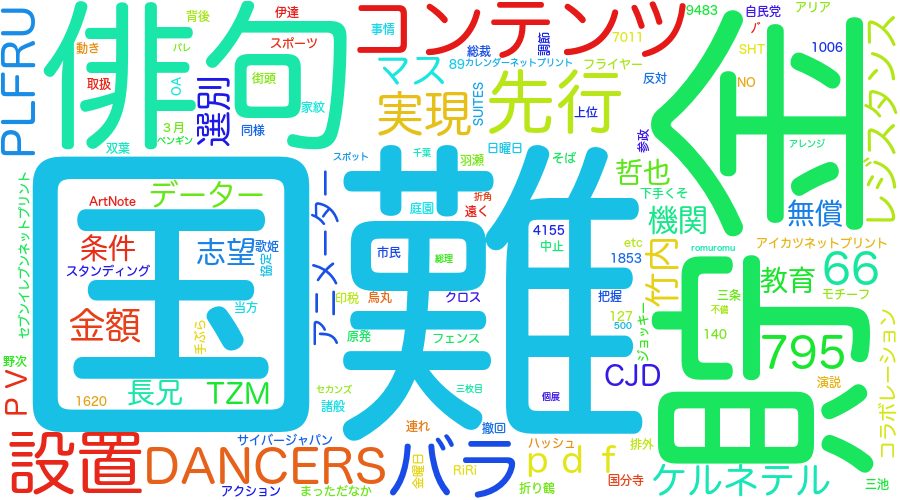 背後
伊達
コンテンツ
9483
自民党
アリア
俳句
動き
スポーツ
事情
調節
7011
剣
ﾊﾞ
SHT
1006
PLFRU
パレ
総裁
89カレンダーネットプリント
フライヤー
取扱
OA
選別
街頭
マス
先行
反対
NO
レジスタンス
家紋
実現
SUITES
上位
3月
ペンギン
同様
双葉
スポット
千葉
羽瀬
日曜日
そば
参政
アレンジ
セブンイレブンネットプリント
国難
データー
ArtNote
アニメーター
庭園
折角
遠く
哲也
下手くそ
無償
条件
志望
歌姫
協定
市民
総理
4155
中止
etc
1853
竹内
機関
romuromu
アイカツネットプリント
スタンディング
印税
烏丸
クロス
把握
教育
66
三条
モチーフ
金額
手ぶら
当方
原発
フェンス
127
500
ジョッキー
不備
140
795
野次
PV
1620
長兄
TZM
セカンズ
諸般
三枚目
個展
CJD
演説
コラボレーション
連れ
撤回
設置
DANCERS
サイバージャパン
バラ
金曜日
RiRi
ハッシュ
pdf
排外
国分寺
ケルネテル
アクション
まっただなか
折り鶴
三池